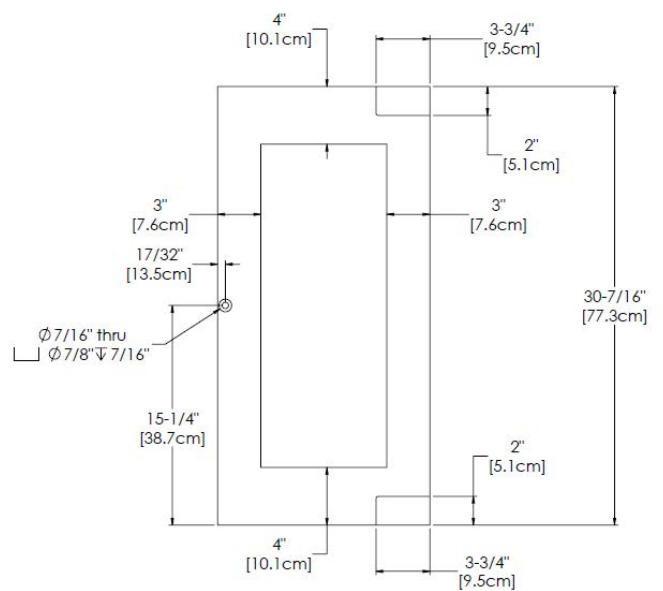 4"
[10.1cm]
3-3/4"
[9.5cm]
2"
[5.1cm]
3"
[7.6cm]
3"
[7.6cm]
17/32"
[13.5cm]
30-7/16"
[77.3cm]
Ø 7/16" thru
⌴ Ø 7/8" ↧ 7/16"
15-1/4"
[38.7cm]
2"
[5.1cm]
4"
[10.1cm]
3-3/4"
[9.5cm]